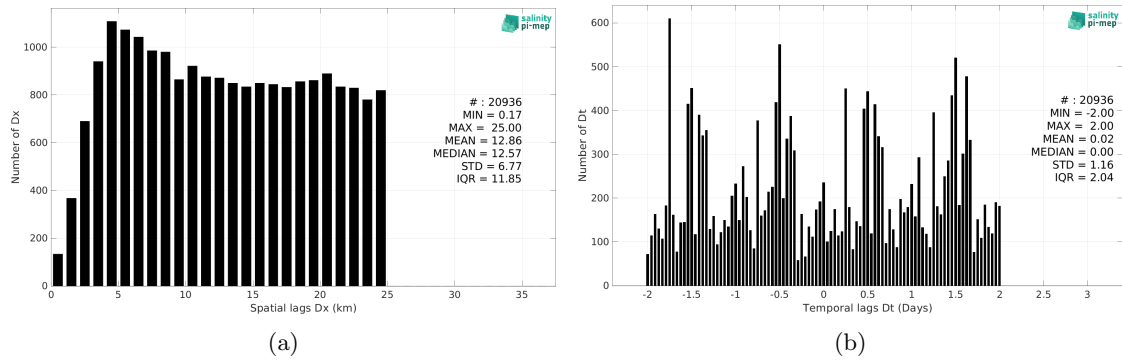 salinity
pi-mep
1000
800
600
400
200
0
Number of Dx
# : 20936
MIN = 0.17
MAX = 25.00
MEAN = 12.86
MEDIAN = 12.57
STD = 6.77
IQR = 11.85
0 5 10 15 20 25 30 35
Spatial lags Dx (km)
(a)
salinity
pi-mep
600
500
400
300
200
100
0
Number of Dt
# : 20936
MIN = -2.00
MAX = 2.00
MEAN = 0.02
MEDIAN = 0.00
STD = 1.16
IQR = 2.04
-2 -1.5 -1 -0.5 0 0.5 1 1.5 2 2.5 3
Temporal lags Dt (Days)
(b)